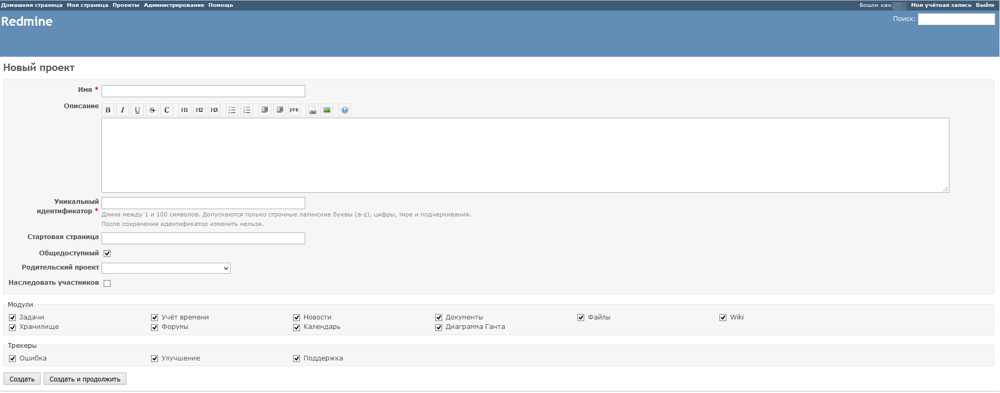 Домашняя страница Моя страница Проекты Администрирование Помощь
Вошли как Моя учётная запись Выйти
Redmine
Поиск:
Новый проект
Имя *
Описание
B I U S C H1 H2 H3 pre
Уникальный
идентификатор *
Длина между 1 и 100 символов. Допускаются только строчные латинские буквы (a-z), цифры, тире и подчеркивания.
После сохранения идентификатор изменить нельзя.
Стартовая страница
Общедоступный
Родительский проект
Наследовать участников
Модули
Задачи Учёт времени Новости Документы Файлы Wiki
Хранилище Форумы Календарь Диаграмма Ганта
Трекеры
Ошибка Улучшение Поддержка
Создать Создать и продолжить